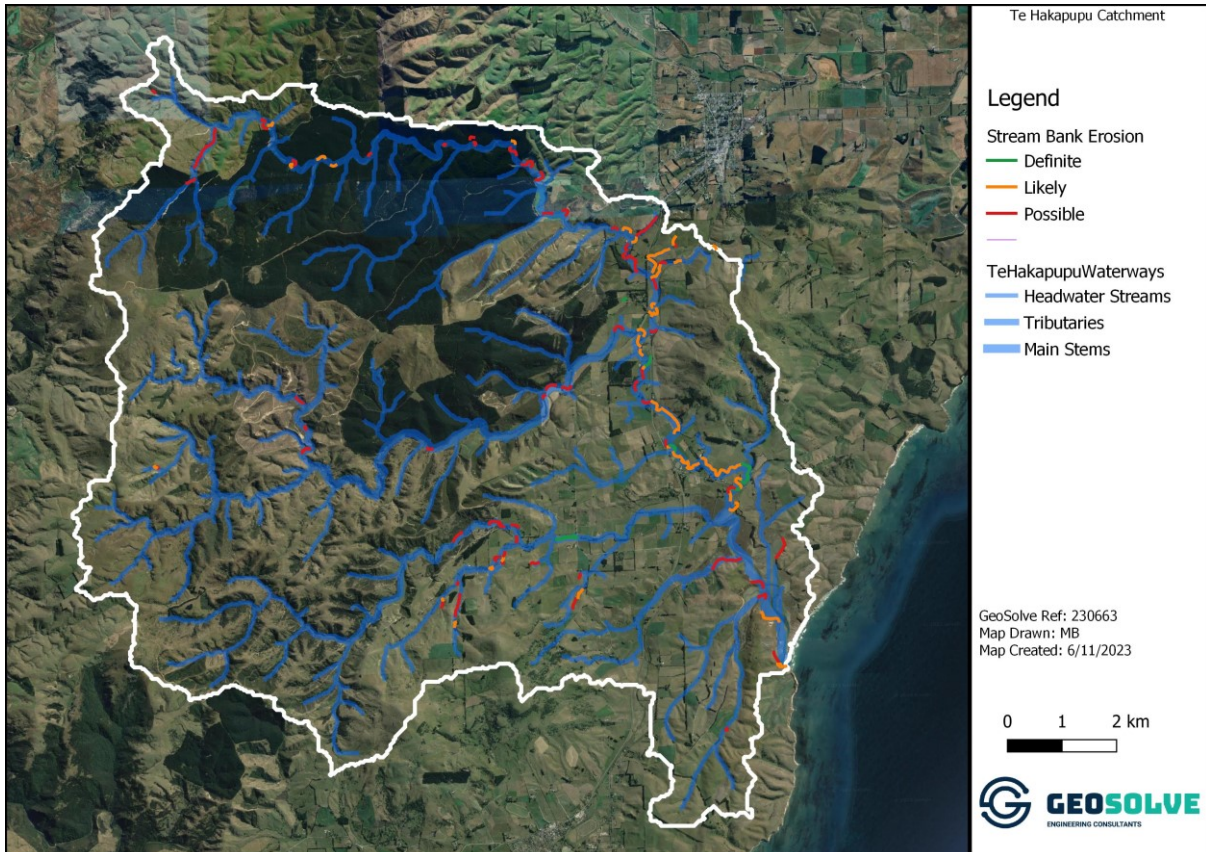 Te Hakapupu Catchment
Legend
Stream Bank Erosion
Definite
Likely
Possible
TeHakapupuWaterways
Headwater Streams
Tributaries
Main Stems
GeoSolve Ref: 230663
Map Drawn: MB
Map Created: 6/11/2023
0 1 2 km
GEOSOLVE
ENGINEERING CONSULTANTS